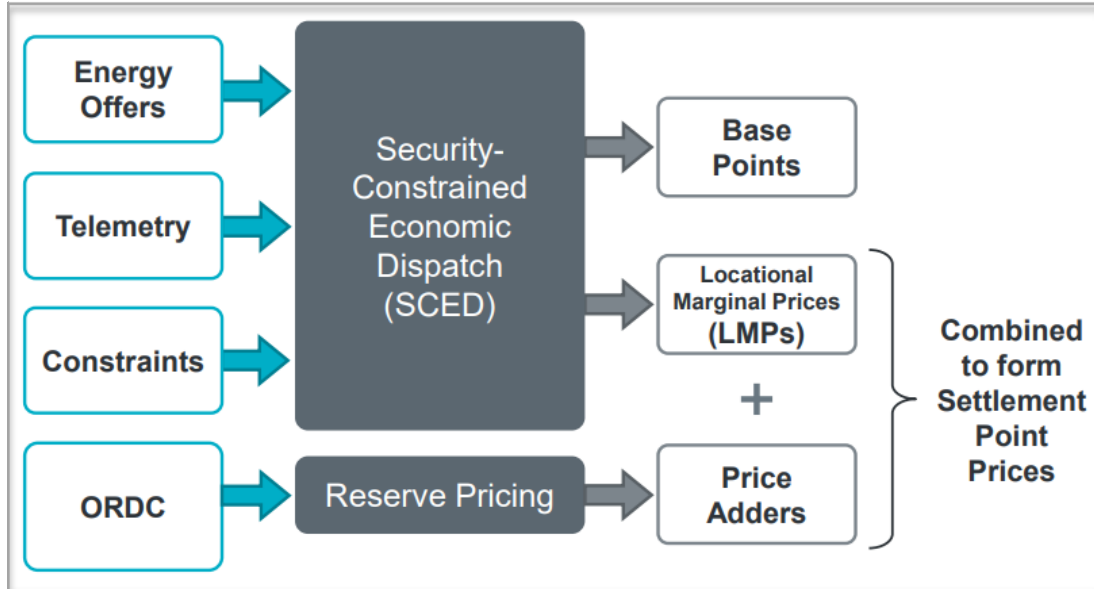 Energy
Offers
Telemetry
Constraints
ORDC
Security-
Constrained
Economic
Dispatch
(SCED)
Reserve Pricing
Base
Points
Locational
Marginal Prices
(LMPs)
+
Price
Adders
Combined
to form
Settlement
Point
Prices